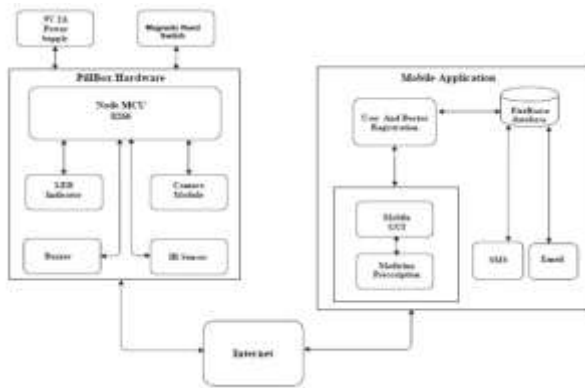 5V 2A
Power
Supply
Magnetic Reed
Switch
PillBox Hardware
Node MCU
8266
LED
Indicator
Camera
Module
Buzzer
IR Sensor
Mobile Application
User And Doctor
Registration
Database
Mobile
GUI
Medicine
Prescription
SMS
Email
Internet